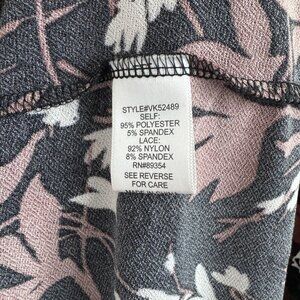 STYLE#VK52489
SELF:
95% POLYESTER
5% SPANDEX
LACE:
92% NYLON
8% SPANDEX
RN#89354
SEE REVERSE
FOR CARE